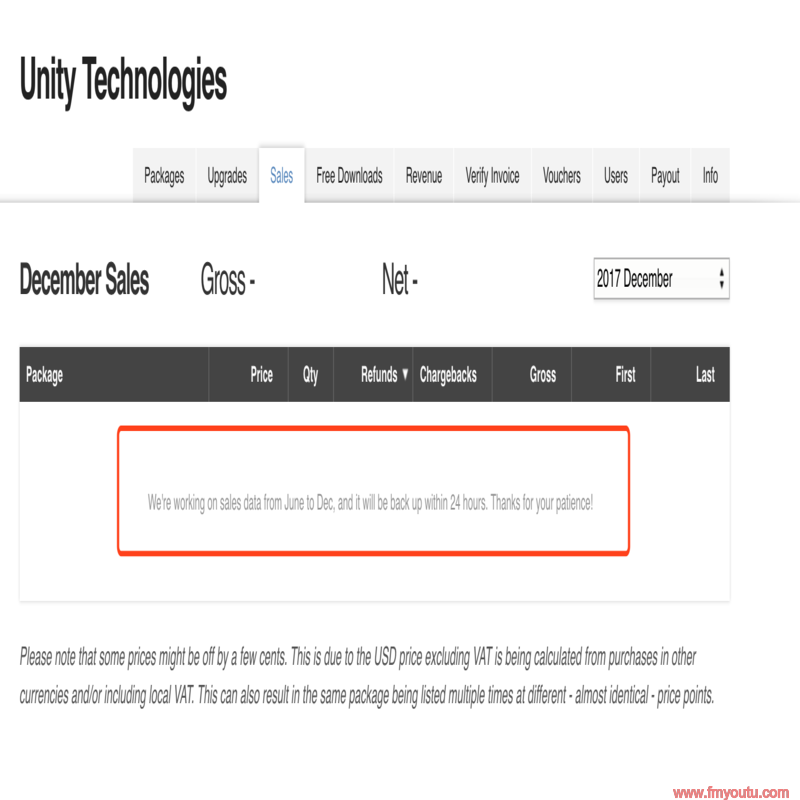 Unity Technologies
Packages Upgrades Sales Free Downloads Revenue Verify Invoice Vouchers Users Payout Info
December Sales Gross - Net - 2017 December
Package Price Qty Refunds ▼ Chargebacks Gross First Last
We're working on sales data from June to Dec, and it will be back up within 24 hours. Thanks for your patience!
Please note that some prices might be off by a few cents. This is due to the USD price excluding VAT is being calculated from purchases in other
currencies and/or including local VAT. This can also result in the same package being listed multiple times at different - almost identical - price points.
www.fmyoutu.com